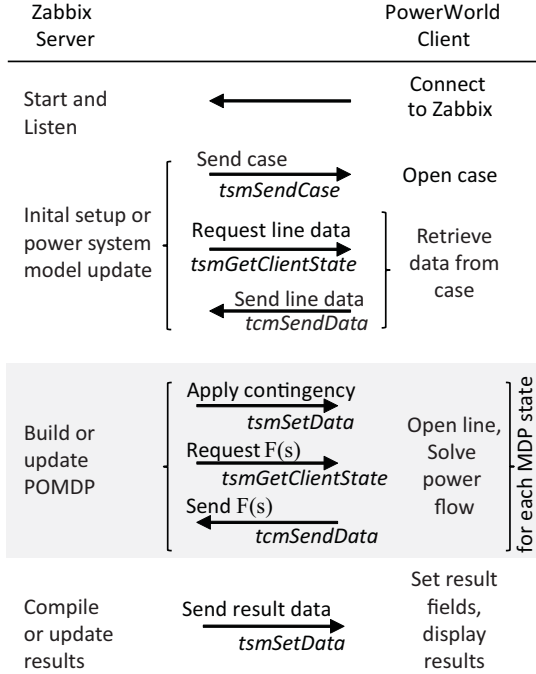 Zabbix
Server
PowerWorld
Client
Start and
Listen
Connect
to Zabbix
Inital setup or
power system
model update
Send case
tsmSendCase
Open case
Request line data
tsmGetClientState
Send line data
tcmSendData
Retrieve
data from
case
Build or
update
POMDP
Apply contingency
tsmSetData
Request F(s)
tsmGetClientState
Send F(s)
tcmSendData
Open line,
Solve
power
flow
for each MDP state
Compile
or update
results
Send result data
tsmSetData
Set result
fields,
display
results